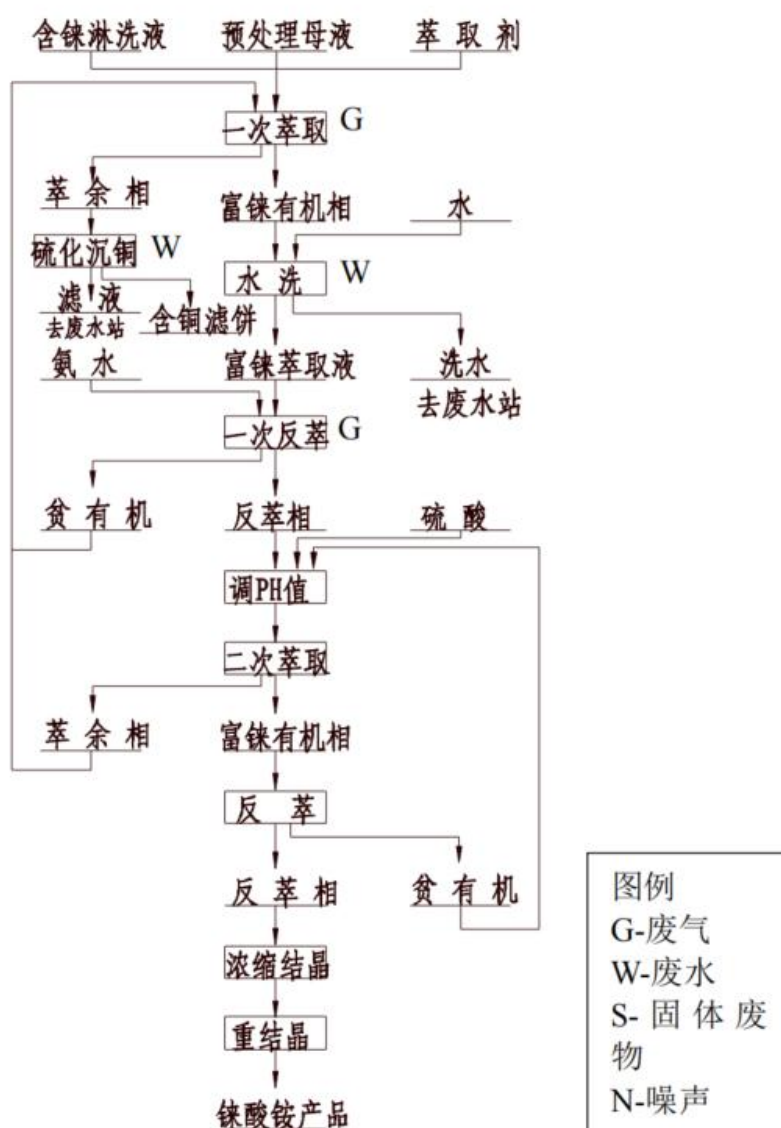 含铼淋洗液 预处理母液 萃取剂
一次萃取 G
萃余相
富铼有机相 水
硫化沉铜 W
水洗 W
滤液
去废水站
含铜滤饼
氨水 富铼萃取液 洗水
去废水站
一次反萃 G
贫有机 反萃相 硫酸
调PH值
二次萃取
萃余相 富铼有机相
反萃
反萃相 贫有机
浓缩结晶
重结晶
铼酸铵产品
图例
G-废气
W-废水
S-固体废
物
N-噪声